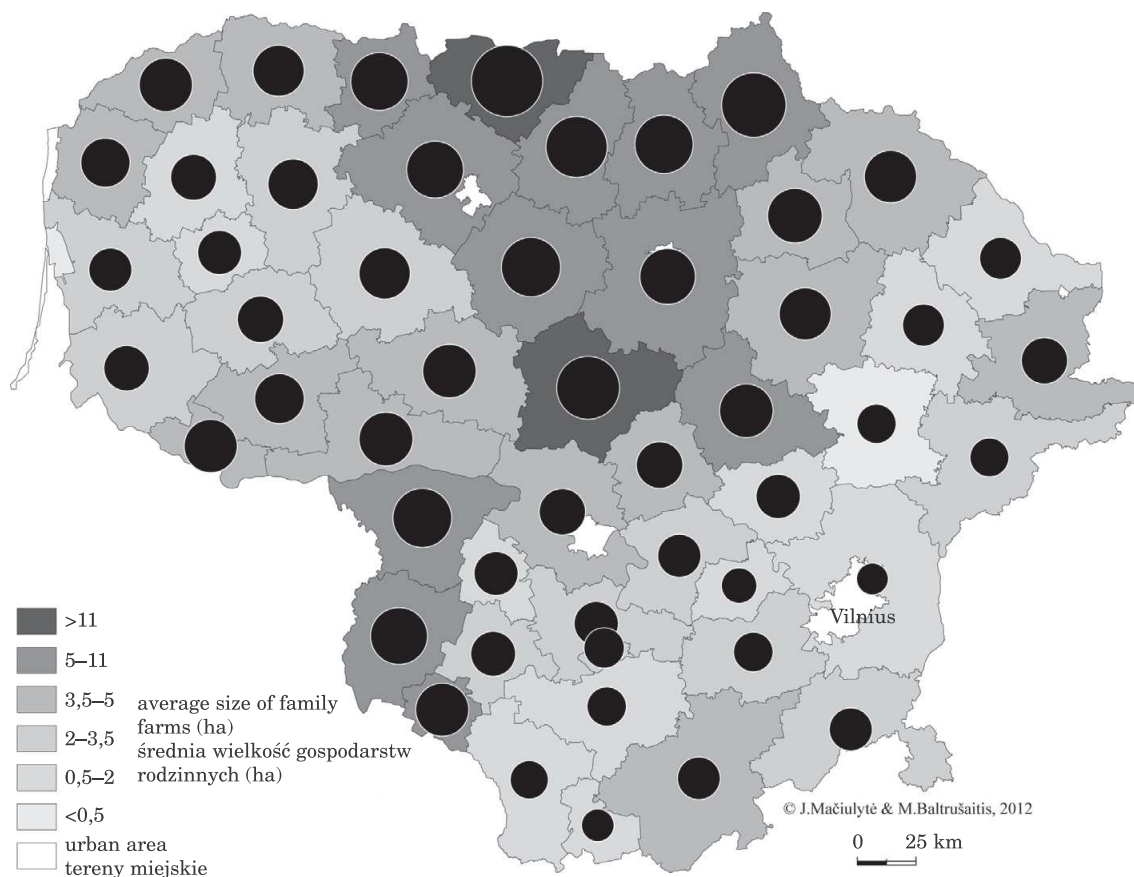 Vilnius
>11
5–11
3,5–5
2–3,5
0,5–2
<0,5
urban area
tereny miejskie
average size of family
farms (ha)
średnia wielkość gospodarstw
rodzinnych (ha)
© J.Mačiulytė & M.Baltrušaitis, 2012
0 25 km